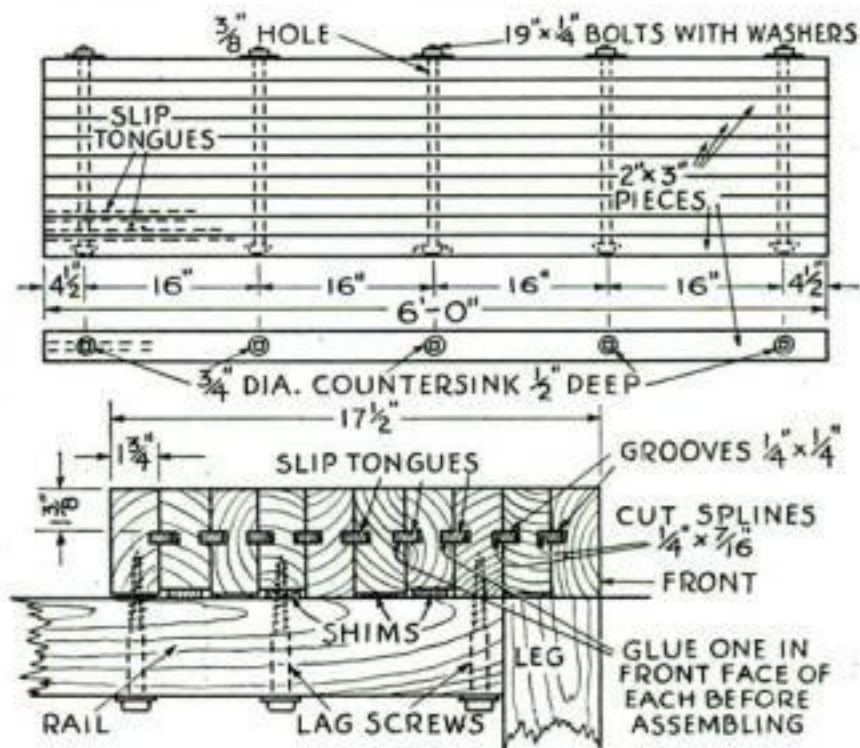 3/8" HOLE
19" × 1/4" BOLTS WITH WASHERS
SLIP
TONGUES
2" × 3"
PIECES
4 1/2" 16" 16" 16" 16" 4 1/2"
6'-0"
3/4" DIA. COUNTERSINK 1/2" DEEP
17 1/2"
1 3/4"
SLIP TONGUES
GROOVES 1/4" × 1/4"
1 3/8"
CUT SPLINES
1/4" × 7/16"
FRONT
SHIMS
LEG
GLUE ONE IN
FRONT FACE OF
EACH BEFORE
ASSEMBLING
RAIL
LAG SCREWS